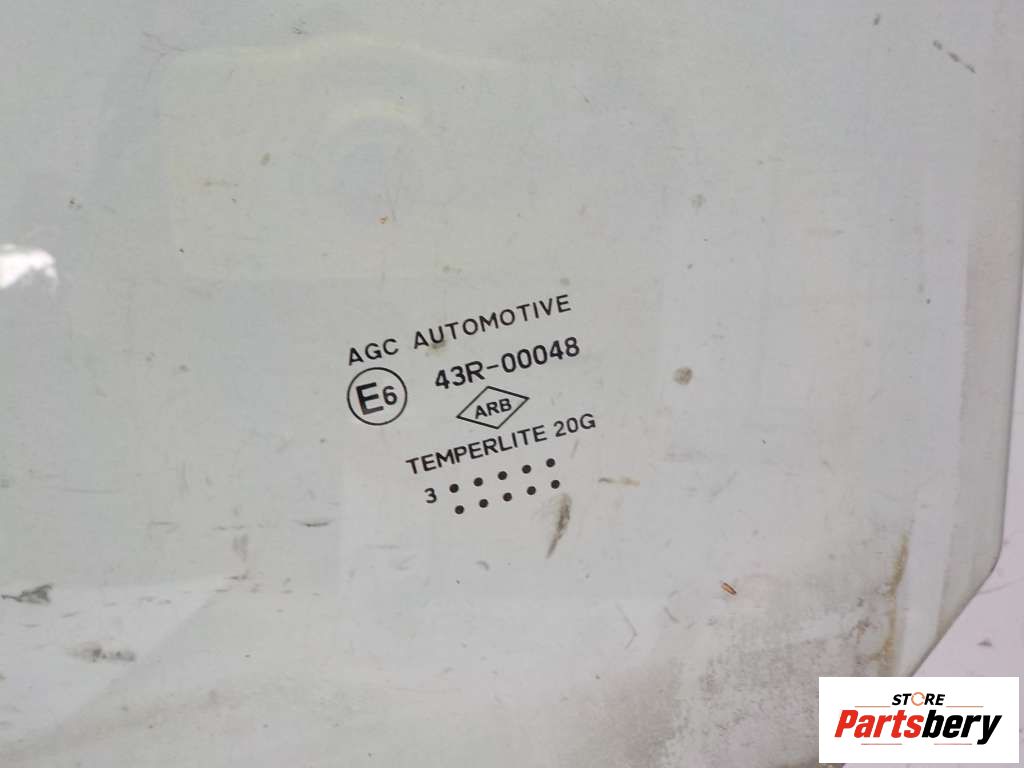 AGC AUTOMOTIVE
E6 43R-00048
ARB
TEMPERLITE 20G
3
STORE
Partsbery